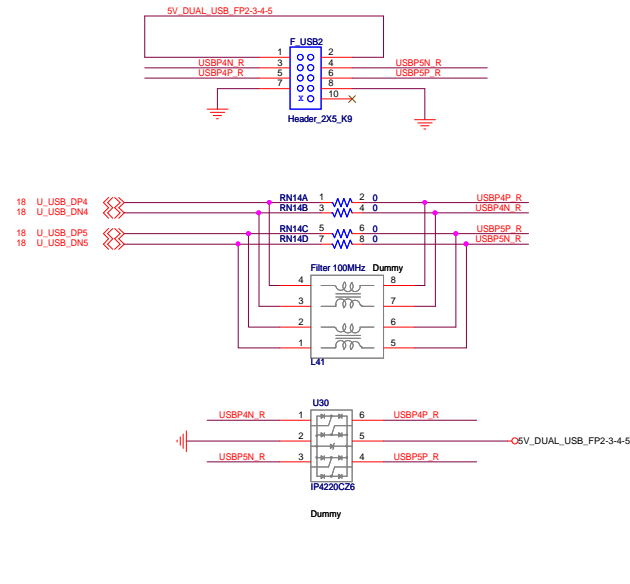 5V_DUAL_USB_FP2-3-4-5
F_USB2
1 2
USBP4N_R 3 4 USBP5N_R
USBP4P_R 5 6 USBP5P_R
7 8
x 10
Header_2X5_K9
18 U_USB_DP4 RN14A 1 2 0 USBP4P_R
18 U_USB_DN4 RN14B 3 4 0 USBP4N_R
18 U_USB_DP5 RN14C 5 6 0 USBP5P_R
18 U_USB_DN5 RN14D 7 8 0 USBP5N_R
Filter 100MHz Dummy
4 8
3 7
2 6
1 5
L41
U30
USBP4N_R 1 6 USBP4P_R
2 5 5V_DUAL_USB_FP2-3-4-5
USBP5N_R 3 4 USBP5P_R
IP4220CZ6
Dummy